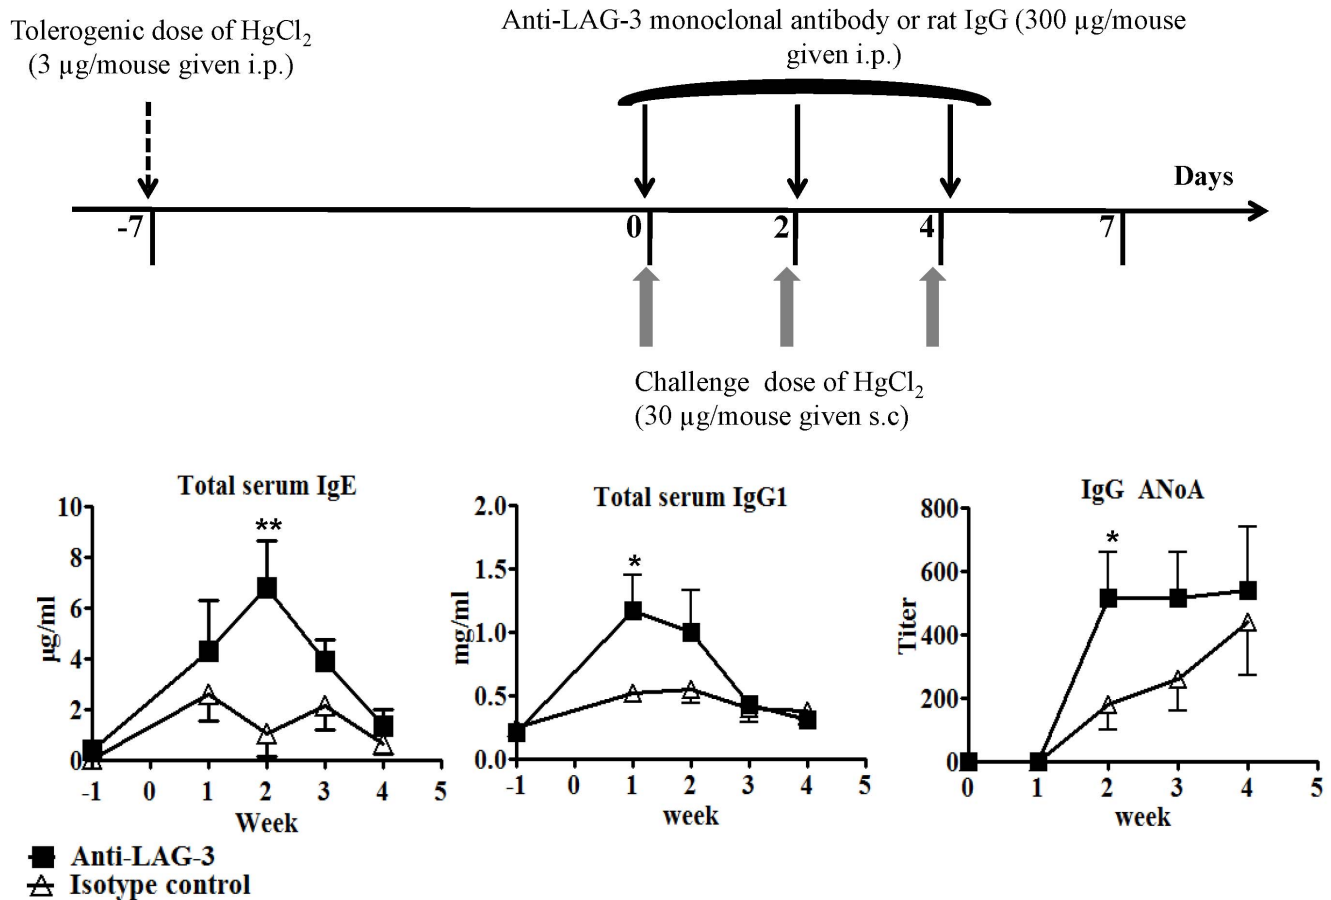 Tolerogenic dose of HgCl₂
(3 µg/mouse given i.p.)
Anti-LAG-3 monoclonal antibody or rat IgG (300 µg/mouse
given i.p.)
Days
-7
0
2
4
7
Challenge dose of HgCl₂
(30 µg/mouse given s.c)
Total serum IgE
10
8
6
4
2
0
µg/ml
**
-1 0 1 2 3 4 5
Week
Total serum IgG1
2.0
1.5
1.0
0.5
0.0
mg/ml
*
-1 0 1 2 3 4 5
week
IgG ANoA
800
600
400
200
0
Titer
*
0 1 2 3 4 5
week
Anti-LAG-3
Isotype control